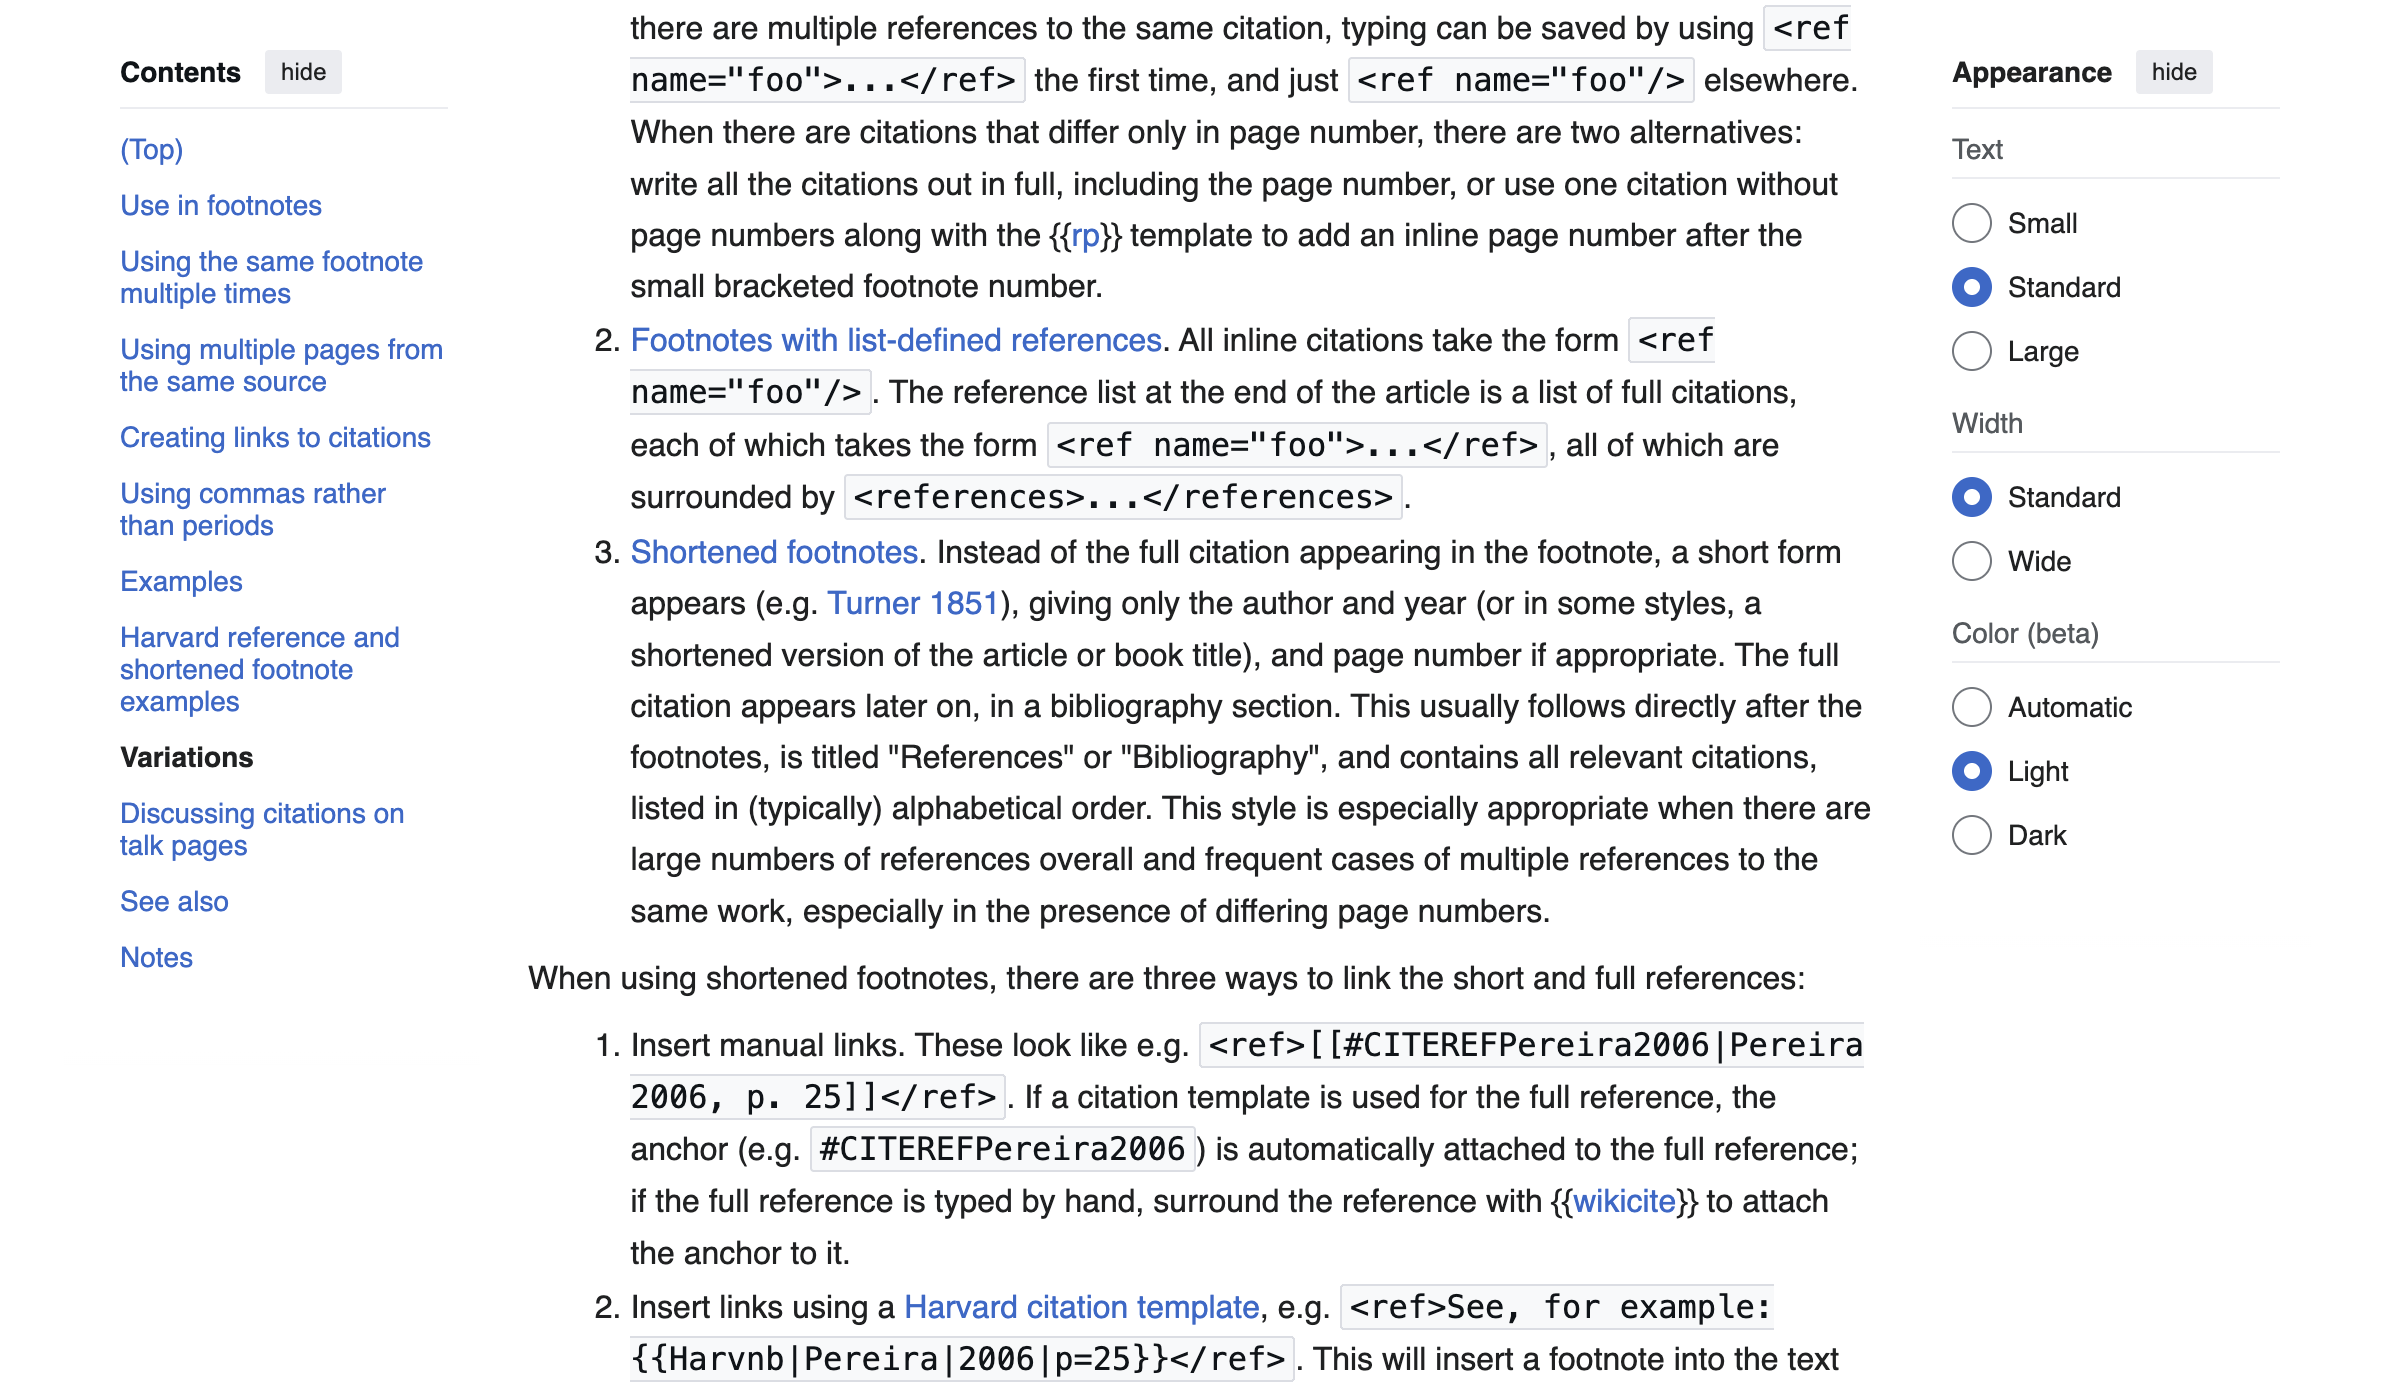 Contents hide
(Top)
Use in footnotes
Using the same footnote
multiple times
Using multiple pages from
the same source
Creating links to citations
Using commas rather
than periods
Examples
Harvard reference and
shortened footnote
examples
Variations
Discussing citations on
talk pages
See also
Notes
there are multiple references to the same citation, typing can be saved by using <ref
name="foo">...</ref> the first time, and just <ref name="foo"/> elsewhere.
When there are citations that differ only in page number, there are two alternatives:
write all the citations out in full, including the page number, or use one citation without
page numbers along with the {{rp}} template to add an inline page number after the
small bracketed footnote number.
2. Footnotes with list-defined references. All inline citations take the form <ref
name="foo"/>. The reference list at the end of the article is a list of full citations,
each of which takes the form <ref name="foo">...</ref>, all of which are
surrounded by <references>...</references>.
3. Shortened footnotes. Instead of the full citation appearing in the footnote, a short form
appears (e.g. Turner 1851), giving only the author and year (or in some styles, a
shortened version of the article or book title), and page number if appropriate. The full
citation appears later on, in a bibliography section. This usually follows directly after the
footnotes, is titled "References" or "Bibliography", and contains all relevant citations,
listed in (typically) alphabetical order. This style is especially appropriate when there are
large numbers of references overall and frequent cases of multiple references to the
same work, especially in the presence of differing page numbers.
When using shortened footnotes, there are three ways to link the short and full references:
1. Insert manual links. These look like e.g. <ref>[[#CITEREFPereira2006|Pereira
2006, p. 25]]</ref>. If a citation template is used for the full reference, the
anchor (e.g. #CITEREFPereira2006) is automatically attached to the full reference;
if the full reference is typed by hand, surround the reference with {{wikicite}} to attach
the anchor to it.
2. Insert links using a Harvard citation template, e.g. <ref>See, for example:
{{Harvnb|Pereira|2006|p=25}}</ref>. This will insert a footnote into the text
Appearance hide
Text
Small
Standard
Large
Width
Standard
Wide
Color (beta)
Automatic
Light
Dark